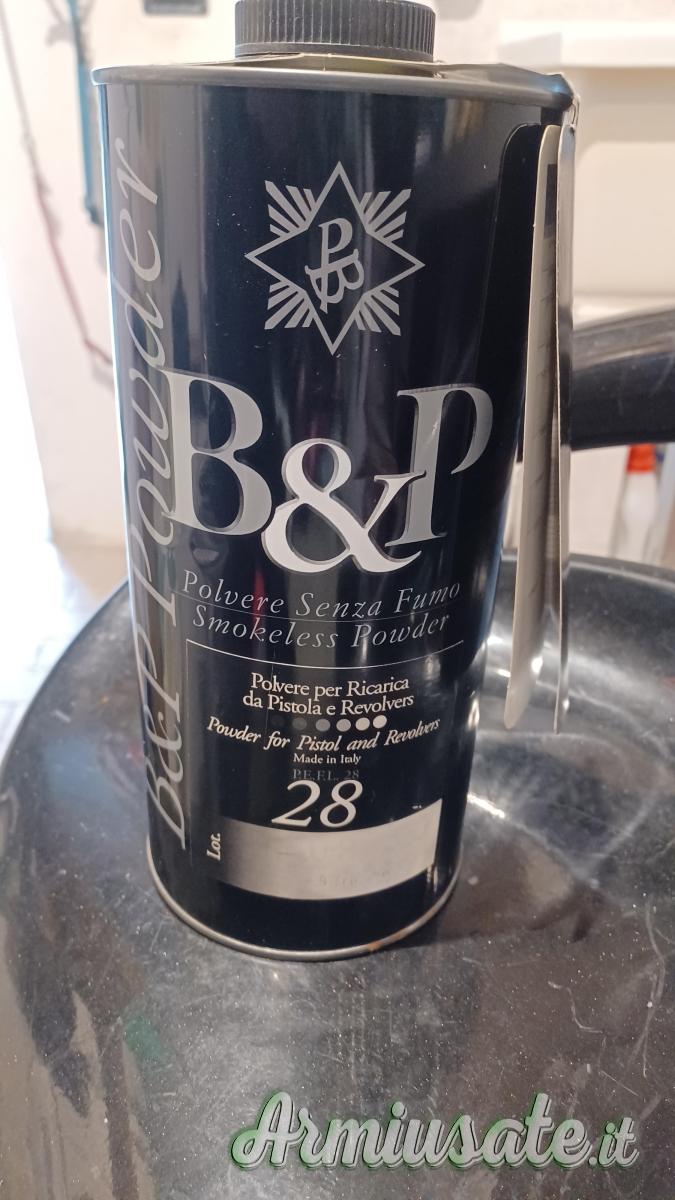 PB
B&P Powder
B&P
Polvere Senza Fumo
Smokeless Powder
Polvere per Ricarica
da Pistola e Revolvers
Powder for Pistol and Revolvers
Made in Italy
P.E.F.L. 28
28
Lot.
Armiusate.it